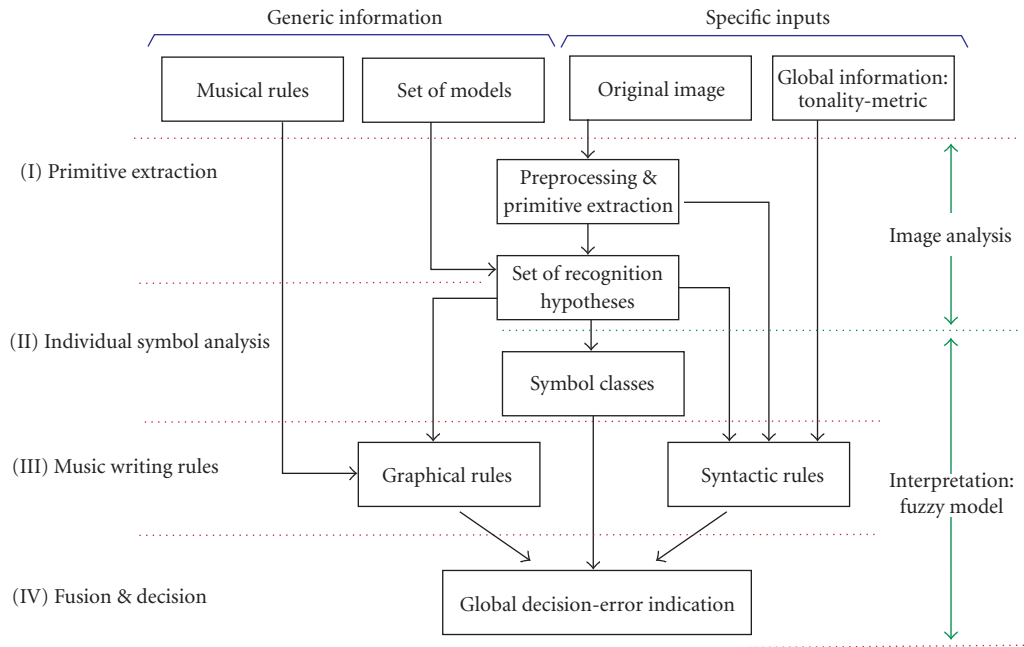 Generic information
Specific inputs
Musical rules
Set of models
Original image
Global information:
tonality-metric
(I) Primitive extraction
Preprocessing &
primitive extraction
Image analysis
Set of recognition
hypotheses
(II) Individual symbol analysis
Symbol classes
(III) Music writing rules
Graphical rules
Syntactic rules
Interpretation:
fuzzy model
(IV) Fusion & decision
Global decision-error indication